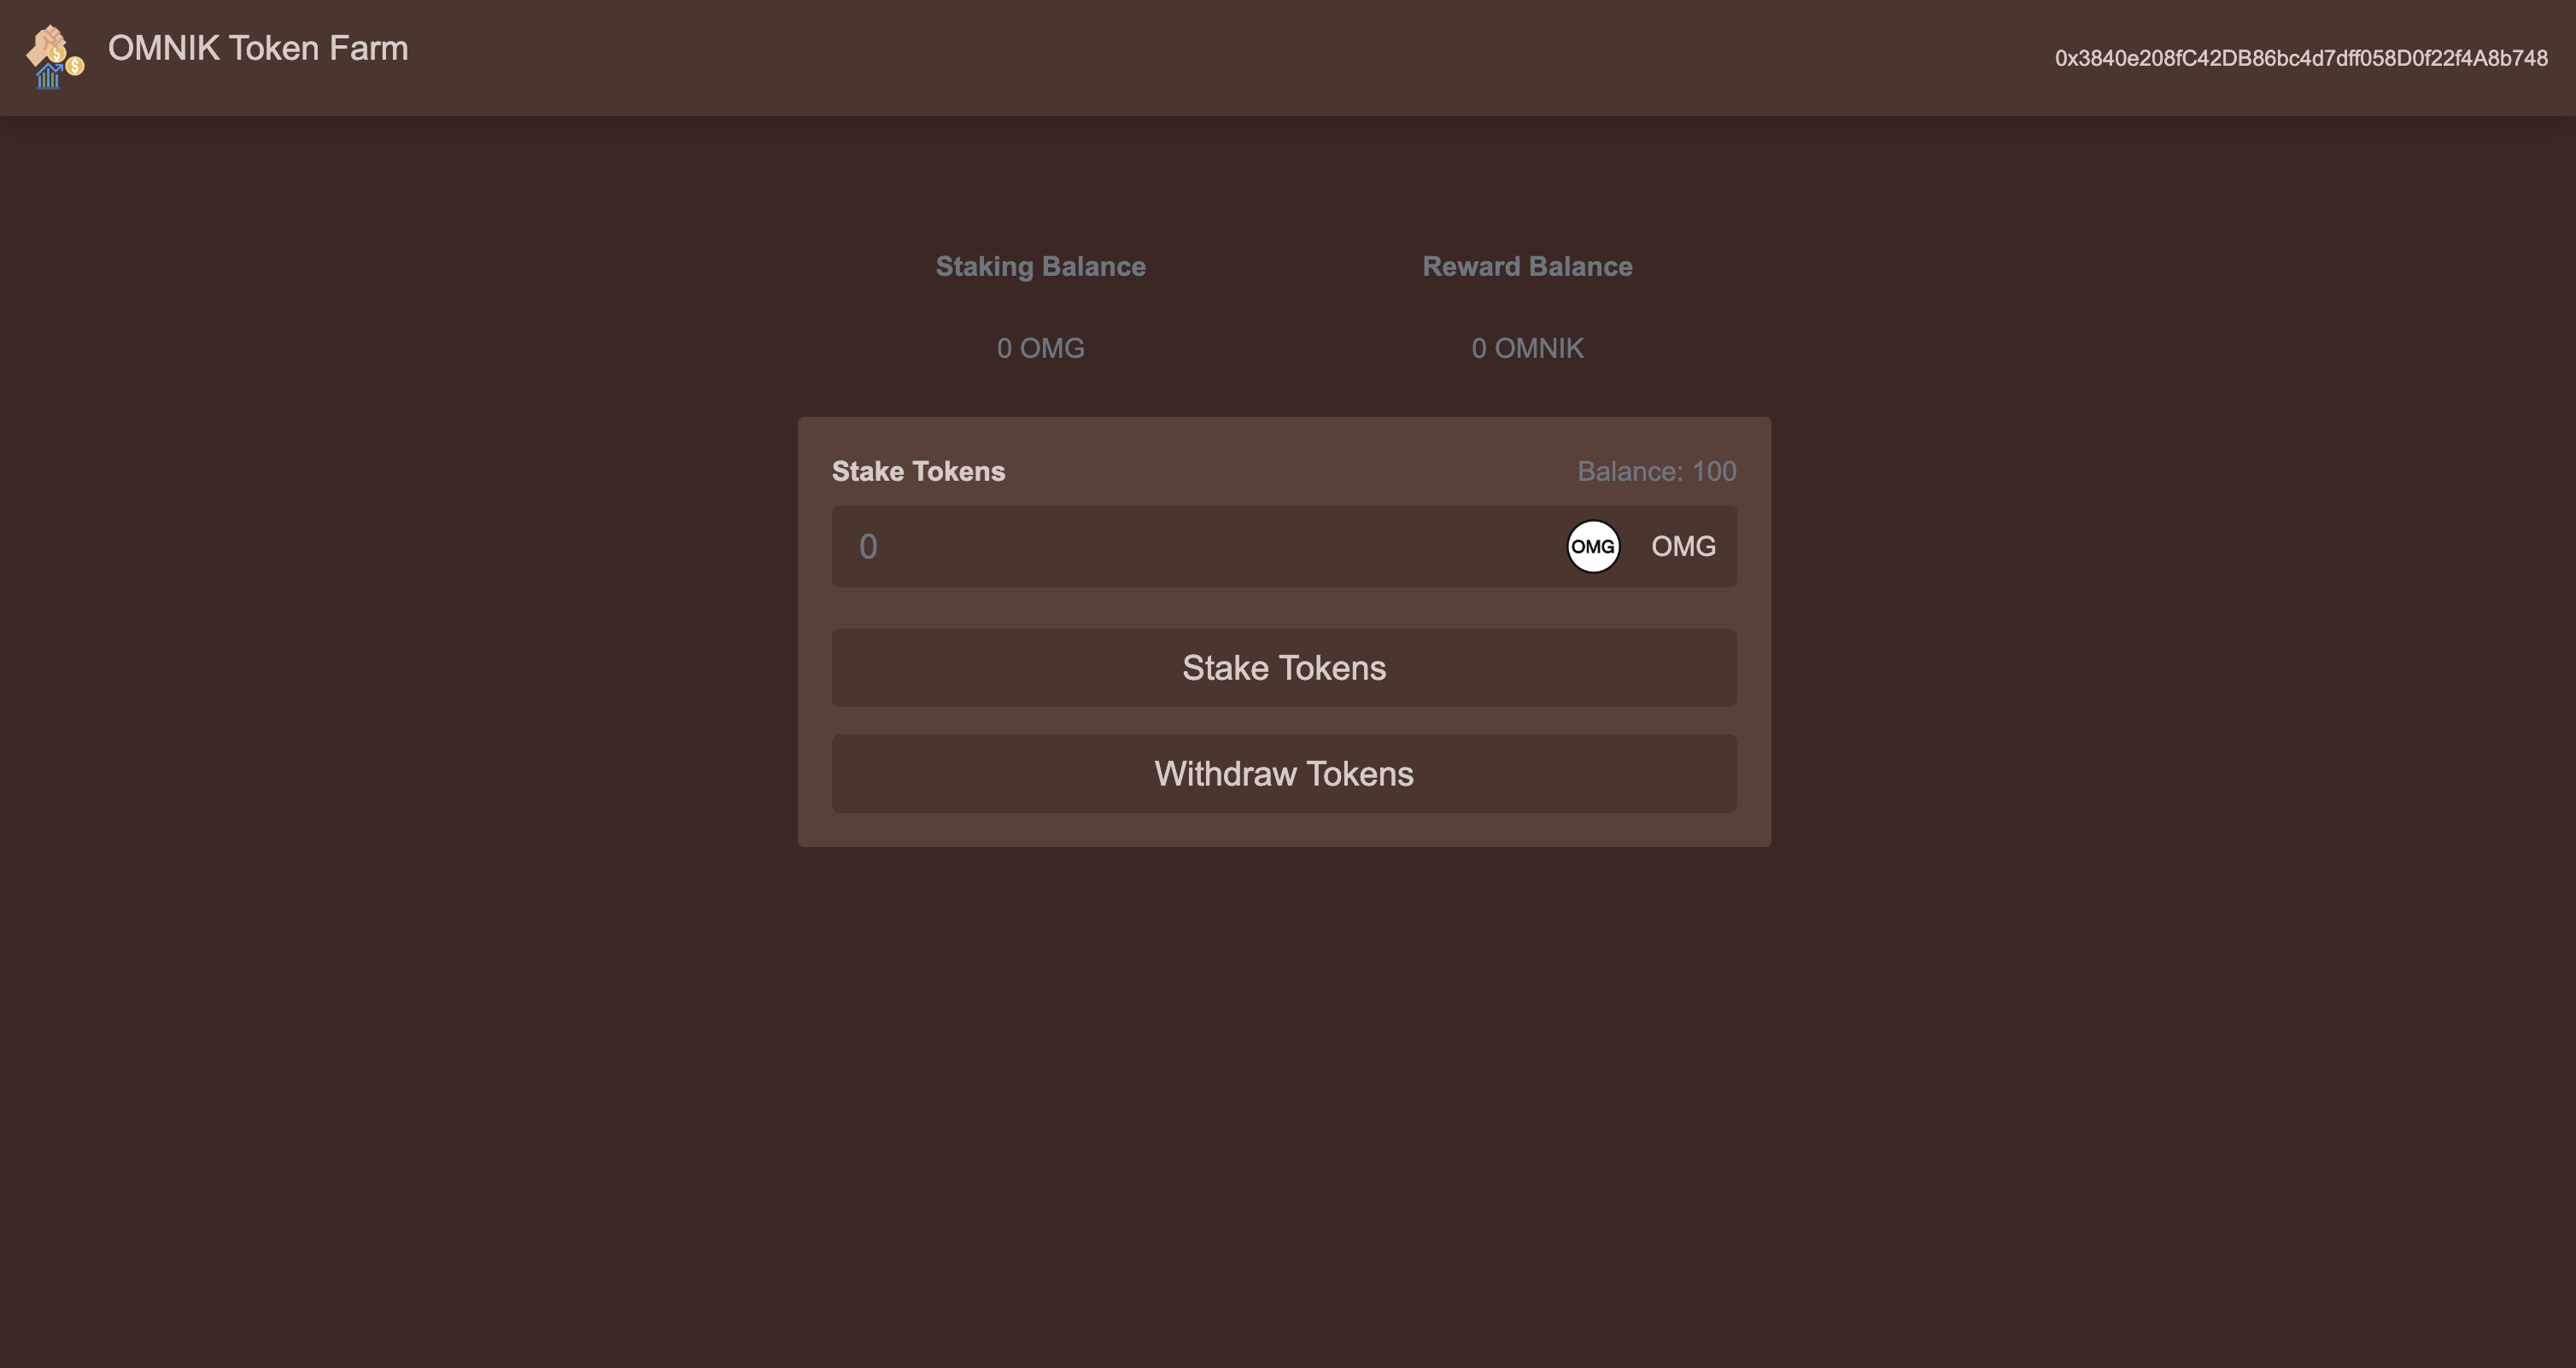 OMNIK Token Farm
0x3840e208fC42DB86bc4d7dff058D0f22f4A8b748
Staking Balance Reward Balance
0 OMG 0 OMNIK
Stake Tokens Balance: 100
0 OMG OMG
Stake Tokens
Withdraw Tokens